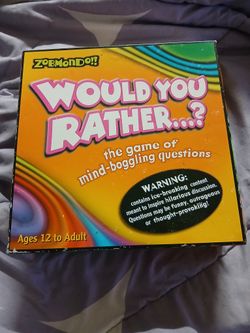 ZOBMONDO!!
WOULD YOU
RATHER...?
the game of
mind-boggling questions
WARNING:
contains ice-breaking content
meant to inspire hilarious discussion.
Questions may be funny, outrageous
or thought-provoking!
Ages 12 to Adult